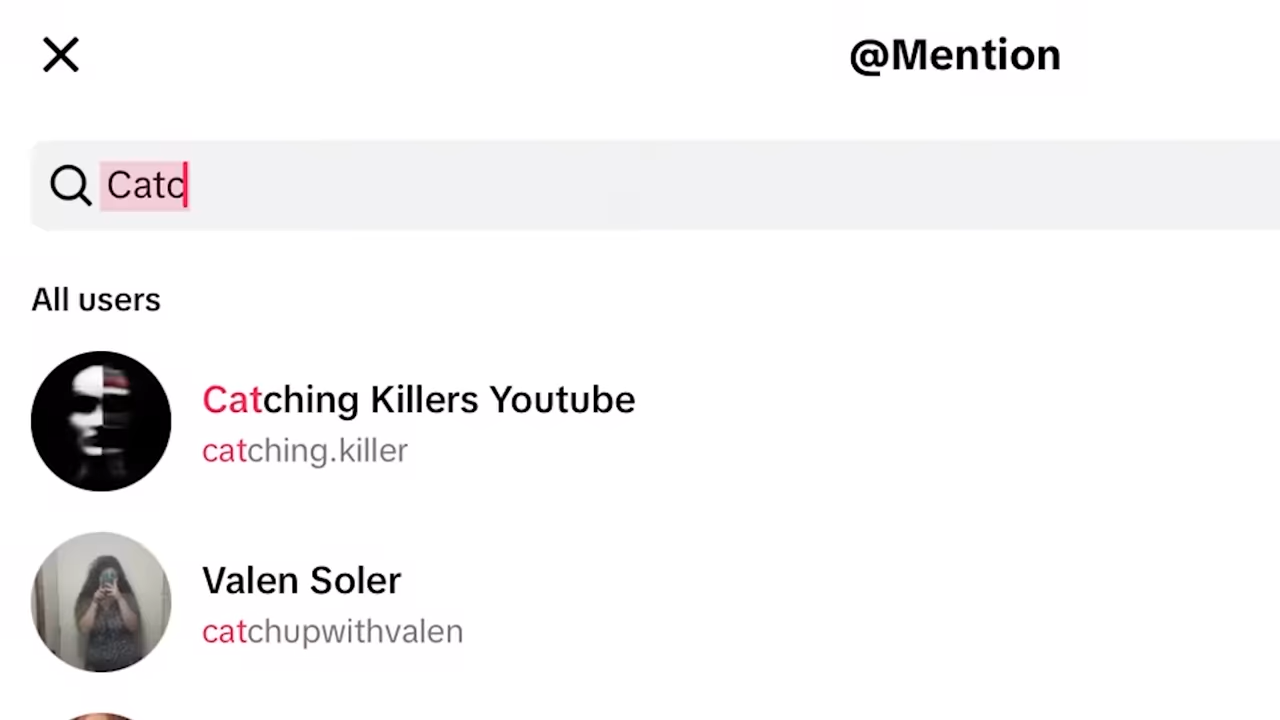 @Mention
Catc
All users
Catching Killers Youtube
catching.killer
Valen Soler
catchupwithvalen